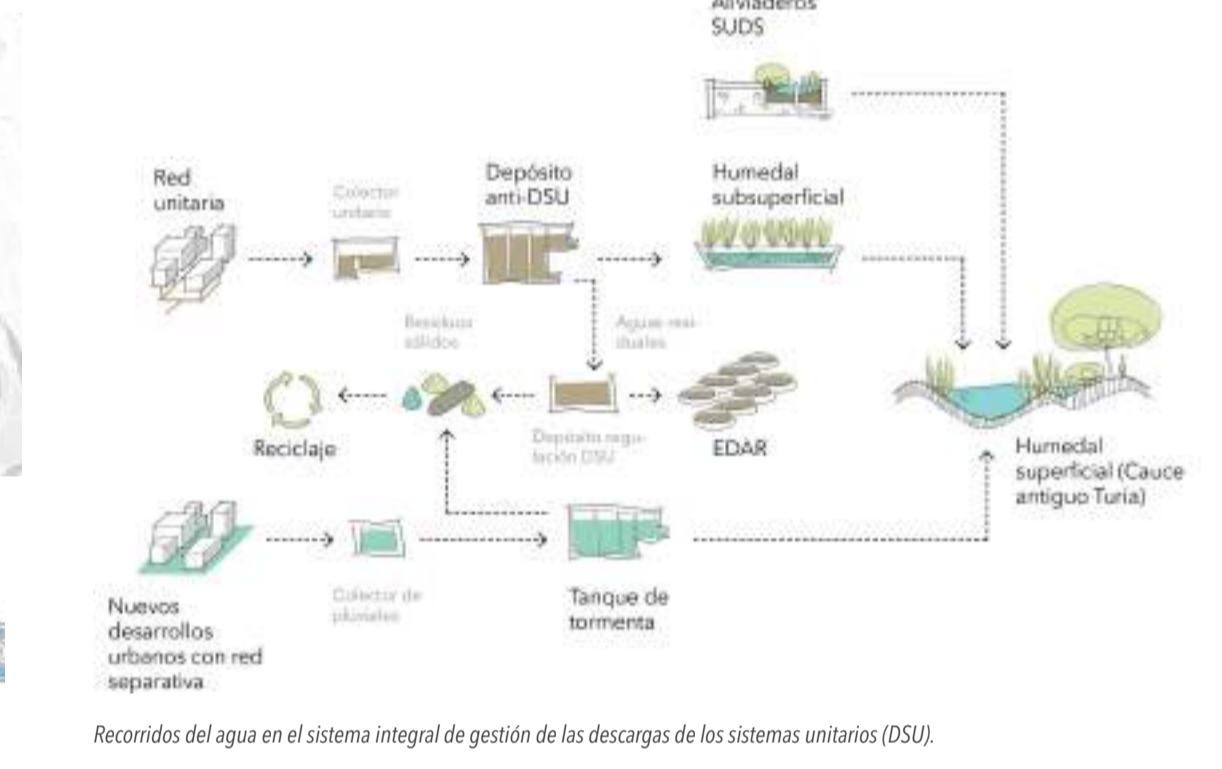 Aliviaderos
SUDS
Red
unitaria
Colector
unitario
Depósito
anti-DSU
Humedal
subsuperficial
Residuos
sólidos
Aguas resi-
duales
Reciclaje
Depósito regu-
lación DSU
EDAR
Humedal
superficial (Cauce
antiguo Turia)
Nuevos
desarrollos
urbanos con red
separativa
Colector de
pluviales
Tanque de
tormenta
Recorridos del agua en el sistema integral de gestión de las descargas de los sistemas unitarios (DSU).